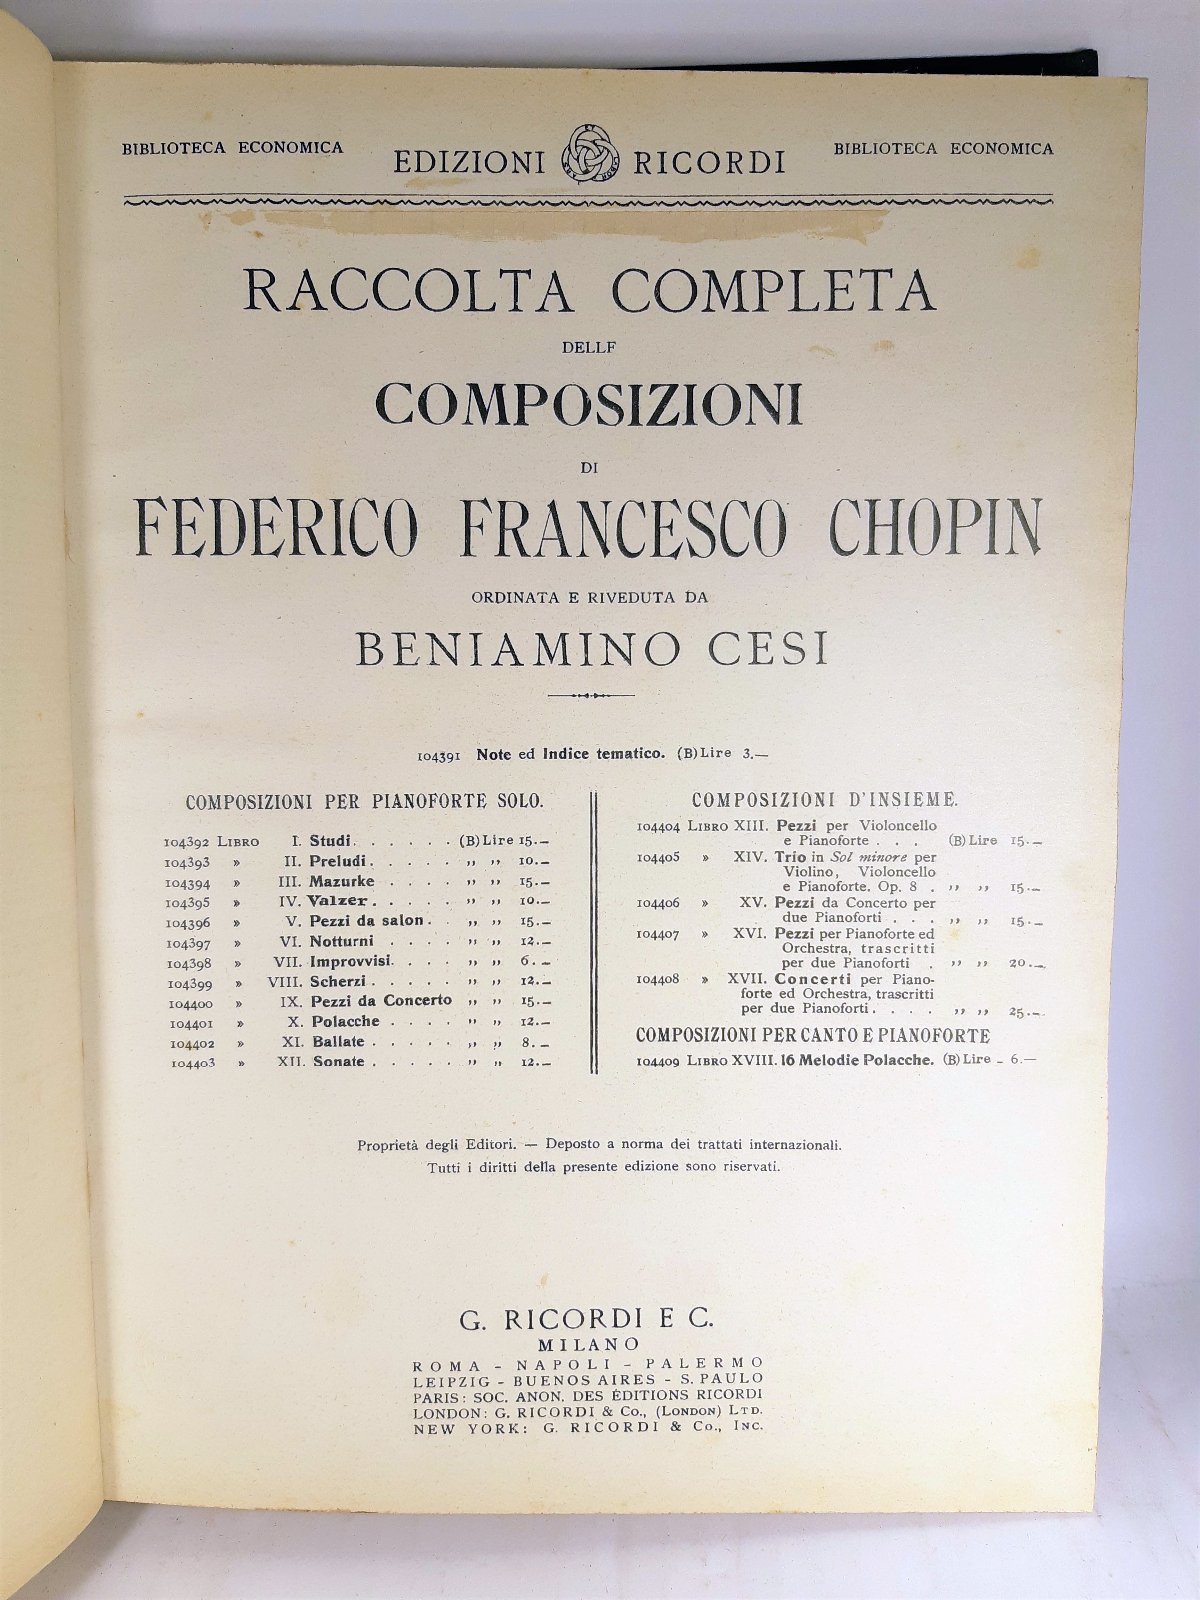 BIBLIOTECA ECONOMICA
EDIZIONI RICORDI
BIBLIOTECA ECONOMICA
RACCOLTA COMPLETA
DELLF
COMPOSIZIONI
DI
FEDERICO FRANCESCO CHOPIN
ORDINATA E RIVEDUTA DA
BENIAMINO CESI
104391 Note ed Indice tematico. (B) Lire 3.—
COMPOSIZIONI PER PIANOFORTE SOLO.
104392 LIBRO I. Studi . . . . . . (B) Lire 15.—
104393 » II. Preludi . . . . . „ „ 10.—
104394 » III. Mazurke . . . . „ „ 15.—
104395 » IV. Valzer . . . . . „ „ 10.—
104396 » V. Pezzi da salon . . „ „ 15.—
104397 » VI. Notturni . . . . „ „ 12.—
104398 » VII. Improvvisi . . . . „ „ 6.—
104399 » VIII. Scherzi . . . . . „ „ 12.—
104400 » IX. Pezzi da Concerto „ „ 15.—
104401 » X. Polacche . . . . „ „ 12.—
104402 » XI. Ballate . . . . . „ „ 8.—
104403 » XII. Sonate . . . . . „ „ 12.—
COMPOSIZIONI D'INSIEME.
104404 LIBRO XIII. Pezzi per Violoncello
e Pianoforte . . . (B) Lire 15.—
104405 » XIV. Trio in Sol minore per
Violino, Violoncello
e Pianoforte. Op. 8 . „ „ 15.—
104406 » XV. Pezzi da Concerto per
due Pianoforti . . . „ „ 15.—
104407 » XVI. Pezzi per Pianoforte ed
Orchestra, trascritti
per due Pianoforti . „ „ 20.—
104408 » XVII. Concerti per Piano-
forte ed Orchestra, trascritti
per due Pianoforti . . . . „ „ 25.—
COMPOSIZIONI PER CANTO E PIANOFORTE
104409 LIBRO XVIII. 16 Melodie Polacche. (B) Lire - 6.—
Proprietà degli Editori. — Deposto a norma dei trattati internazionali.
Tutti i diritti della presente edizione sono riservati.
G. RICORDI E C.
MILANO
ROMA - NAPOLI - PALERMO
LEIPZIG - BUENOS AIRES - S. PAULO
PARIS: SOC. ANON. DES ÉDITIONS RICORDI
LONDON: G. RICORDI & Co., (LONDON) LTD.
NEW YORK: G. RICORDI & Co., INC.